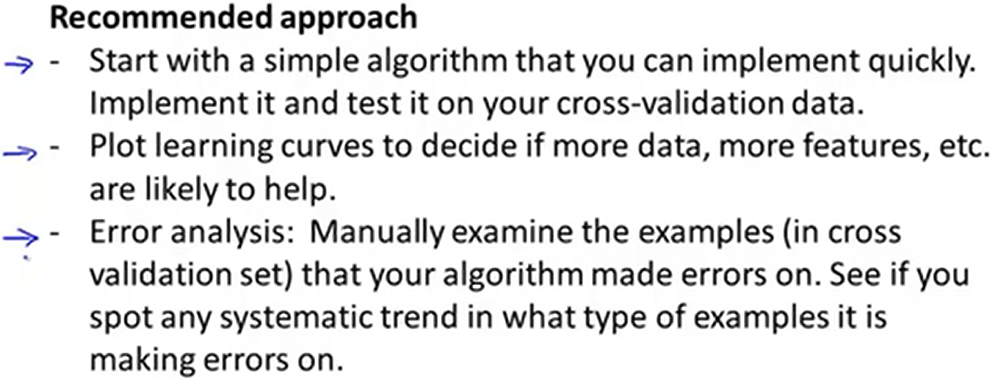 Recommended approach
- Start with a simple algorithm that you can implement quickly.
Implement it and test it on your cross-validation data.
- Plot learning curves to decide if more data, more features, etc.
are likely to help.
- Error analysis: Manually examine the examples (in cross
validation set) that your algorithm made errors on. See if you
spot any systematic trend in what type of examples it is
making errors on.